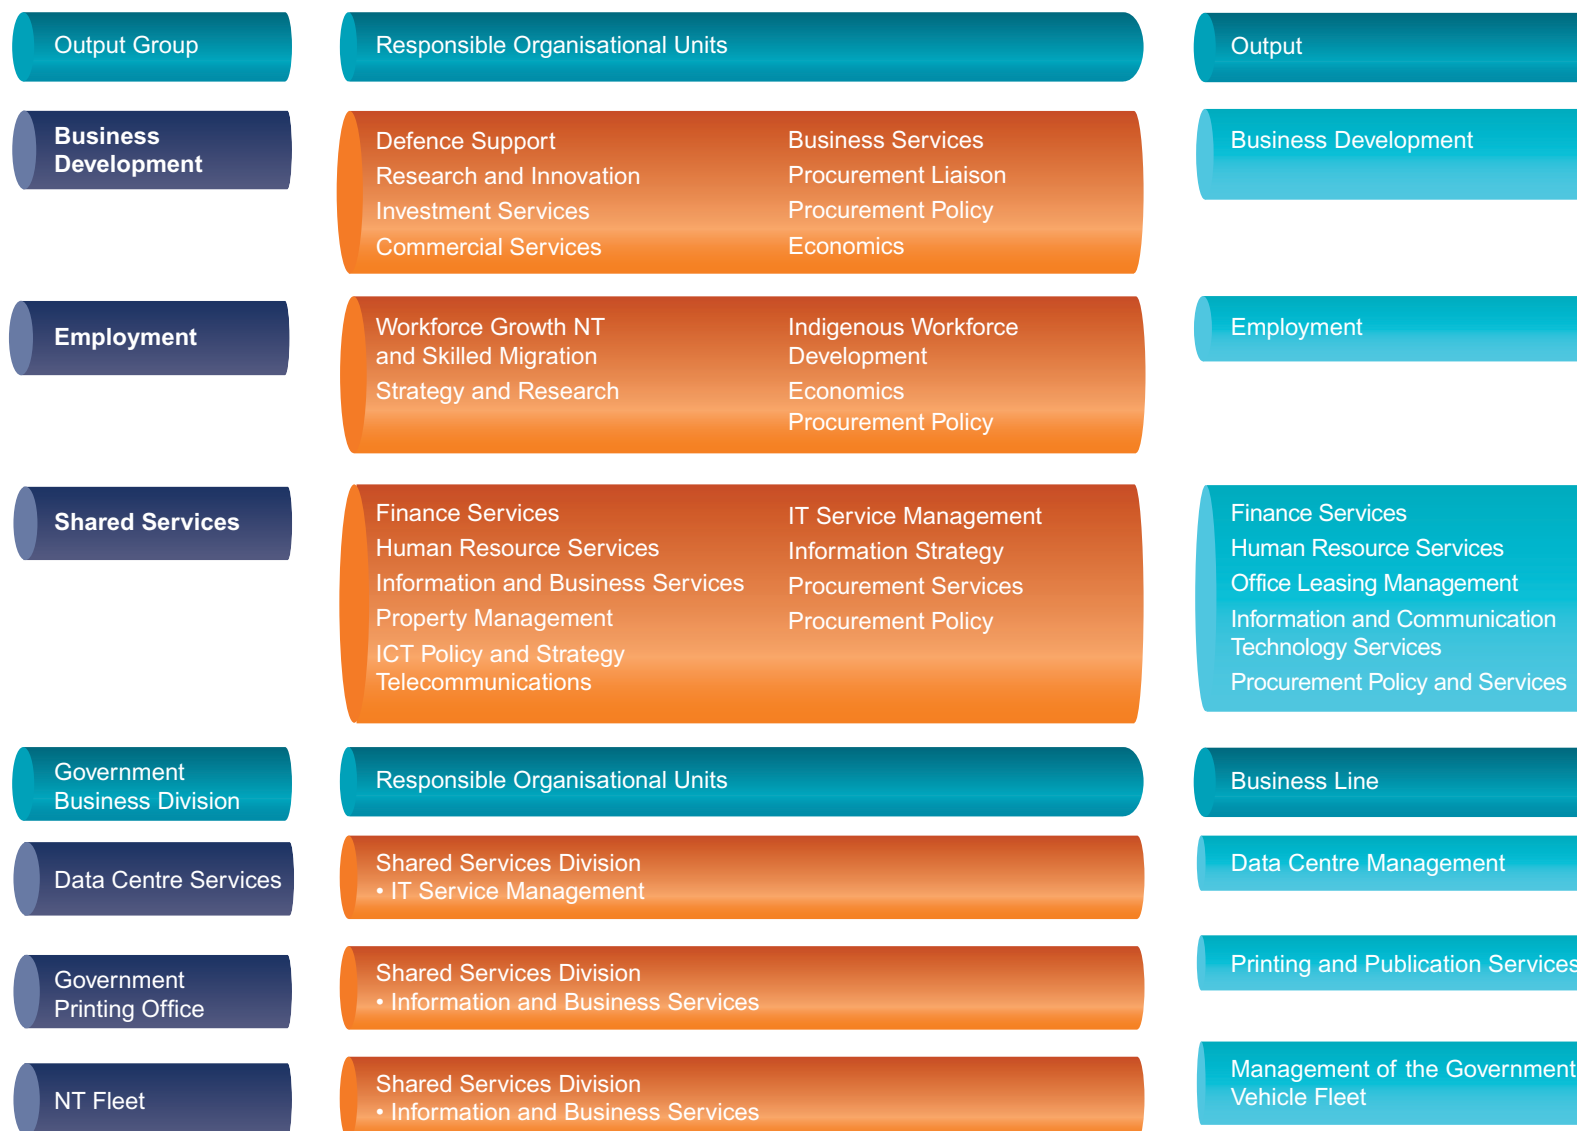 Output Group
Responsible Organisational Units
Output
Business
Development
Defence Support
Research and Innovation
Investment Services
Commercial Services
Business Services
Procurement Liaison
Procurement Policy
Economics
Business Development
Employment
Workforce Growth NT
and Skilled Migration
Strategy and Research
Indigenous Workforce
Development
Economics
Procurement Policy
Employment
Shared Services
Finance Services
Human Resource Services
Information and Business Services
Property Management
ICT Policy and Strategy
Telecommunications
IT Service Management
Information Strategy
Procurement Services
Procurement Policy
Finance Services
Human Resource Services
Office Leasing Management
Information and Communication
Technology Services
Procurement Policy and Services
Government
Business Division
Responsible Organisational Units
Business Line
Data Centre Services
Shared Services Division
• IT Service Management
Data Centre Management
Government
Printing Office
Shared Services Division
• Information and Business Services
Printing and Publication Services
NT Fleet
Shared Services Division
• Information and Business Services
Management of the Government
Vehicle Fleet